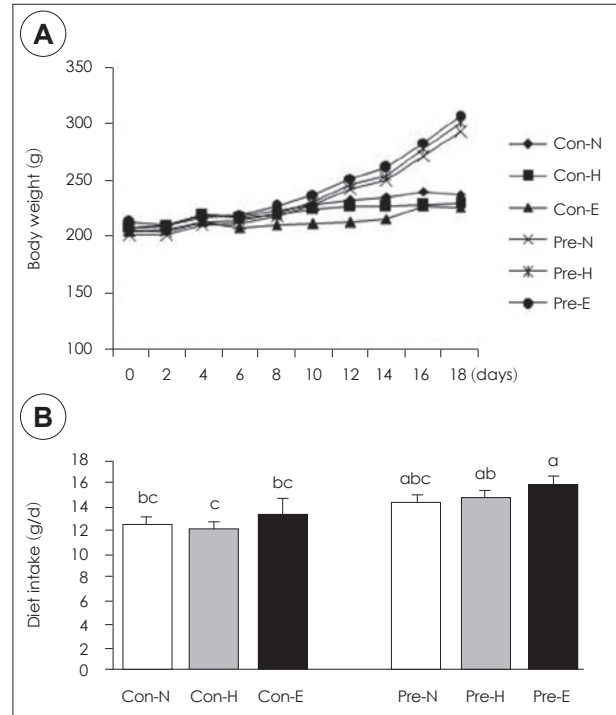 A
350
300
250
200
150
100
Body weight (g)
0 2 4 6 8 10 12 14 16 18 (days)
Con-N
Con-H
Con-E
Pre-N
Pre-H
Pre-E
B
18
16
14
12
10
8
6
4
2
0
Diet intake (g/d)
bc c bc abc ab a
Con-N Con-H Con-E Pre-N Pre-H Pre-E